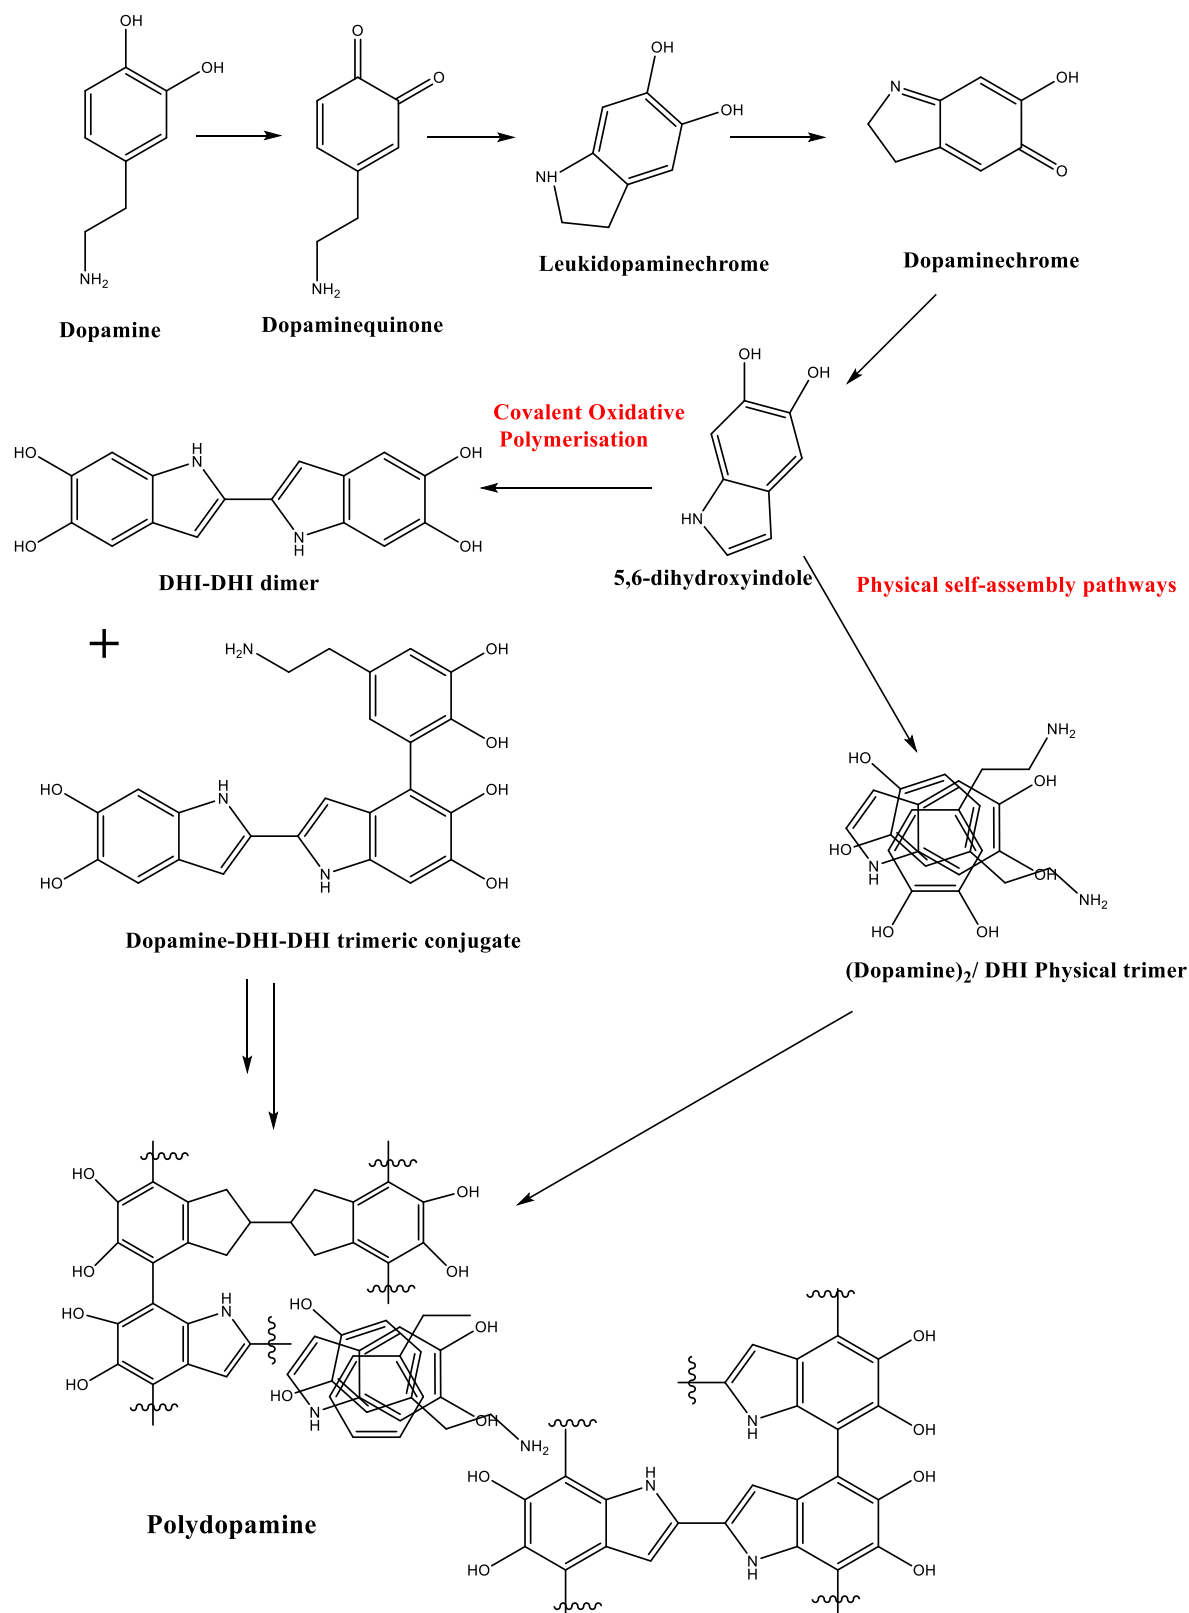 OH
OH
NH2
Dopamine
O
O
NH2
Dopaminequinone
OH
OH
NH
Leukidopaminechrome
N
OH
O
Dopaminechrome
OH
OH
HN
5,6-dihydroxyindole
Covalent Oxidative
Polymerisation
HO
HO
H
N
N
H
OH
OH
DHI-DHI dimer
Physical self-assembly pathways
+
H2N
OH
OH
HO
HO
H
N
N
H
OH
OH
Dopamine-DHI-DHI trimeric conjugate
NH2
HO
OH
HO
N
H
OH
NH2
HO
OH
(Dopamine)2/ DHI Physical trimer
HO
HO
OH
OH
HO
HO
H
N
HO
OH
HO
N
H
OH
NH2
OH
OH
N
H
HO
HO
H
N
N
H
OH
OH
Polydopamine